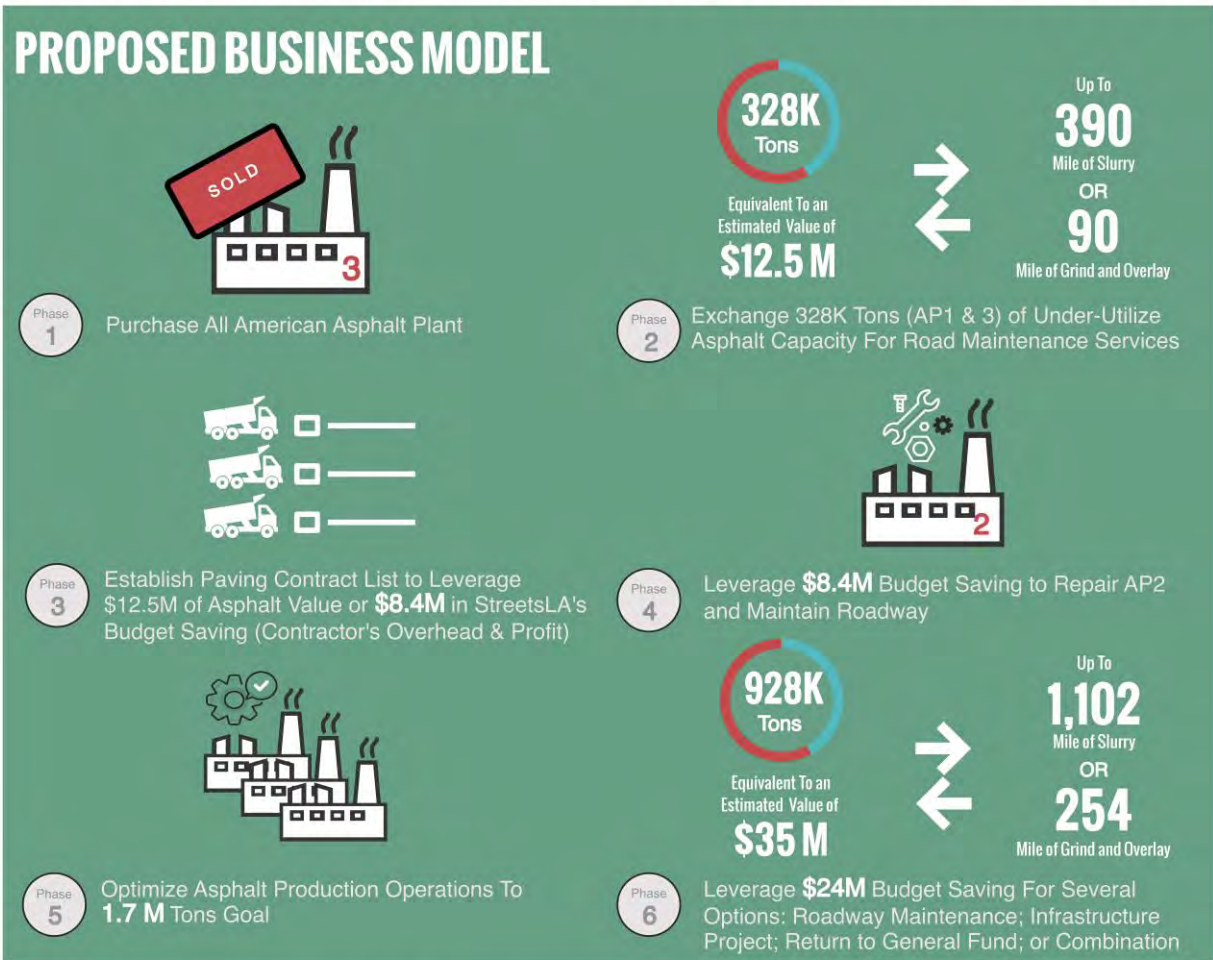 PROPOSED BUSINESS MODEL
SOLD
3
Phase
1
Purchase All American Asphalt Plant
328K
Tons
Equivalent To an
Estimated Value of
$12.5 M
Up To
390
Mile of Slurry
OR
90
Mile of Grind and Overlay
Phase
2
Exchange 328K Tons (AP1 & 3) of Under-Utilize
Asphalt Capacity For Road Maintenance Services
Phase
3
Establish Paving Contract List to Leverage
$12.5M of Asphalt Value or $8.4M in StreetsLA's
Budget Saving (Contractor's Overhead & Profit)
2
Phase
4
Leverage $8.4M Budget Saving to Repair AP2
and Maintain Roadway
Phase
5
Optimize Asphalt Production Operations To
1.7 M Tons Goal
928K
Tons
Equivalent To an
Estimated Value of
$35 M
Up To
1,102
Mile of Slurry
OR
254
Mile of Grind and Overlay
Phase
6
Leverage $24M Budget Saving For Several
Options: Roadway Maintenance; Infrastructure
Project; Return to General Fund; or Combination